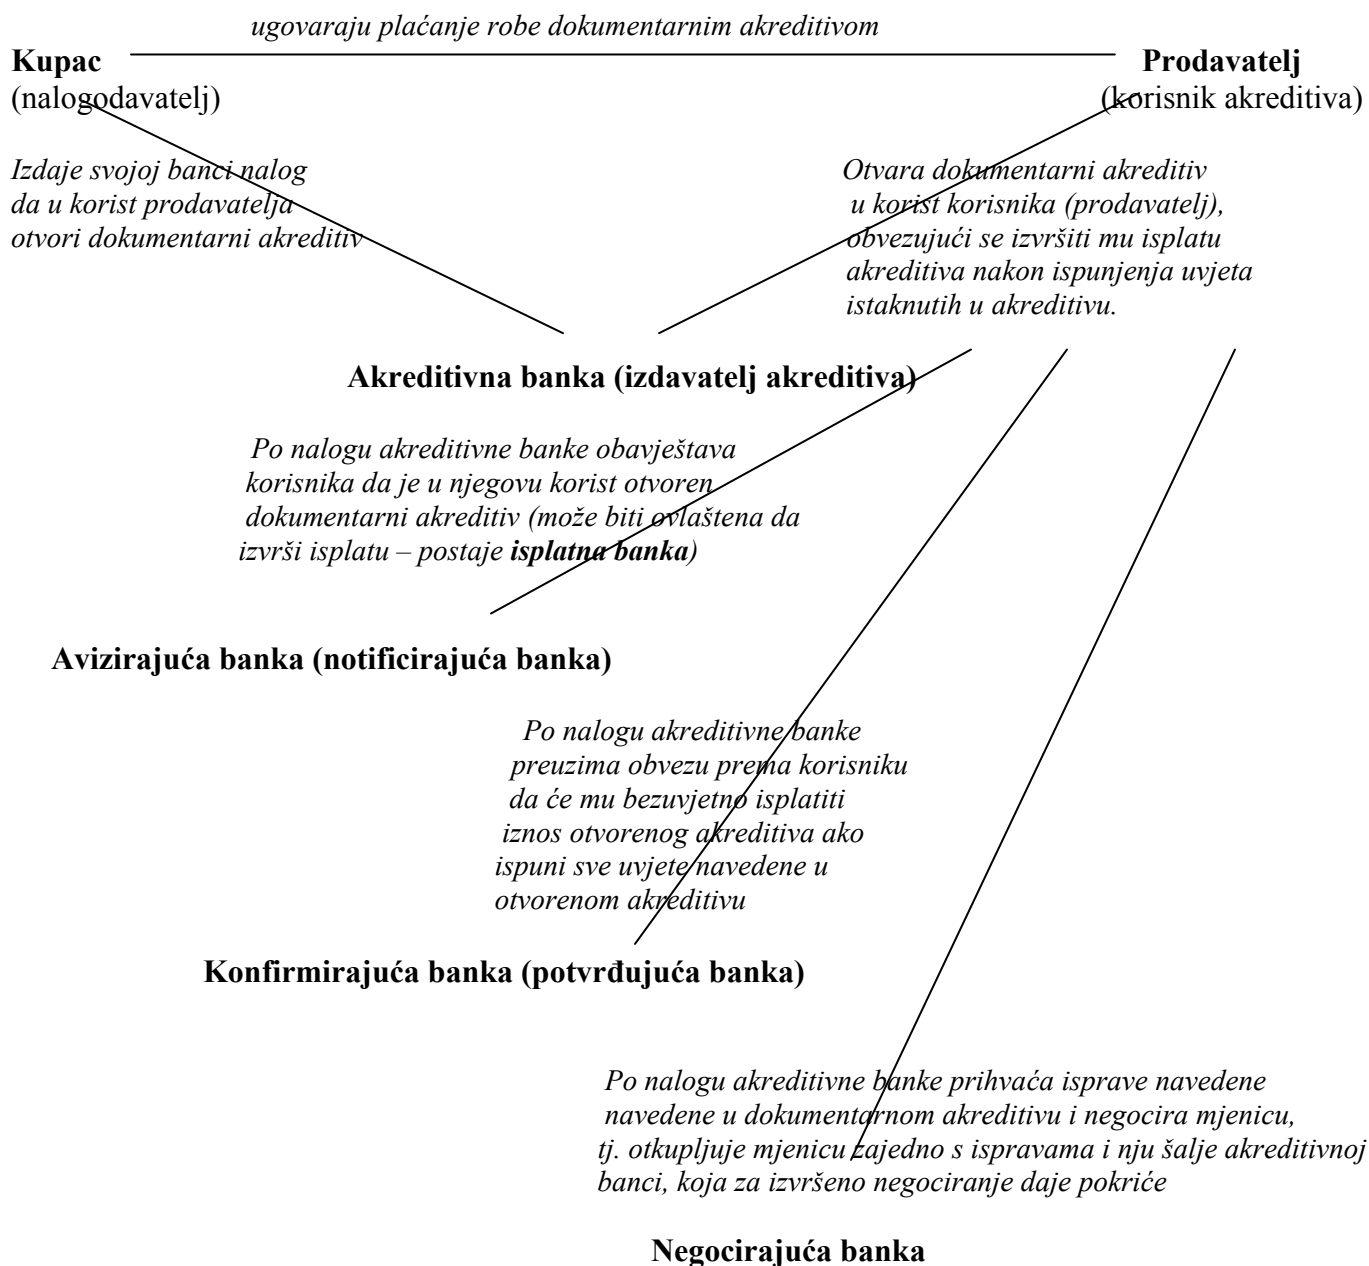 ugovaraju plaćanje robe dokumentarnim akreditivom
Kupac
(nalogodavatelj)
Prodavatelj
(korisnik akreditiva)
Izdaje svojoj banci nalog
da u korist prodavatelja
otvori dokumentarni akreditiv
Otvara dokumentarni akreditiv
u korist korisnika (prodavatelj),
obvezujući se izvršiti mu isplatu
akreditiva nakon ispunjenja uvjeta
istaknutih u akreditivu.
Akreditivna banka (izdavatelj akreditiva)
Po nalogu akreditivne banke obavještava
korisnika da je u njegovu korist otvoren
dokumentarni akreditiv (može biti ovlaštena da
izvrši isplatu – postaje isplatna banka)
Avizirajuća banka (notificirajuća banka)
Po nalogu akreditivne banke
preuzima obvezu prema korisniku
da će mu bezuvjetno isplatiti
iznos otvorenog akreditiva ako
ispuni sve uvjete navedene u
otvorenom akreditivu
Konfirmirajuća banka (potvrđujuća banka)
Po nalogu akreditivne banke prihvaća isprave navedene
navedene u dokumentarnom akreditivu i negocira mjenicu,
tj. otkupljuje mjenicu zajedno s ispravama i nju šalje akreditivnoj
banci, koja za izvršeno negociranje daje pokriće
Negocirajuća banka